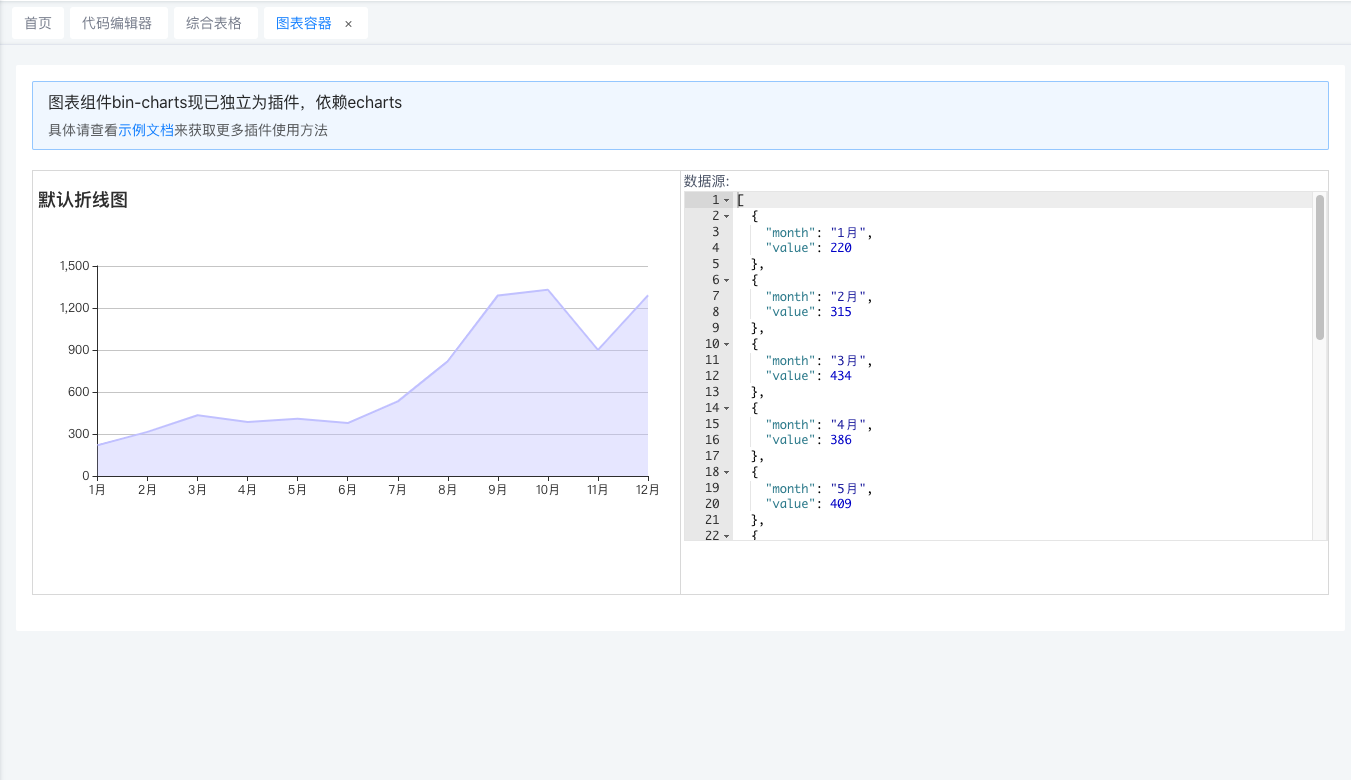 首页 代码编辑器 综合表格 图表容器 ×
图表组件bin-charts现已独立为插件，依赖echarts
具体请查看示例文档来获取更多插件使用方法
默认折线图
1,500
1,200
900
600
300
0
1月 2月 3月 4月 5月 6月 7月 8月 9月 10月 11月 12月
数据源:
1 [
2 {
3 "month": "1月",
4 "value": 220
5 },
6 {
7 "month": "2月",
8 "value": 315
9 },
10 {
11 "month": "3月",
12 "value": 434
13 },
14 {
15 "month": "4月",
16 "value": 386
17 },
18 {
19 "month": "5月",
20 "value": 409
21 },
22 {